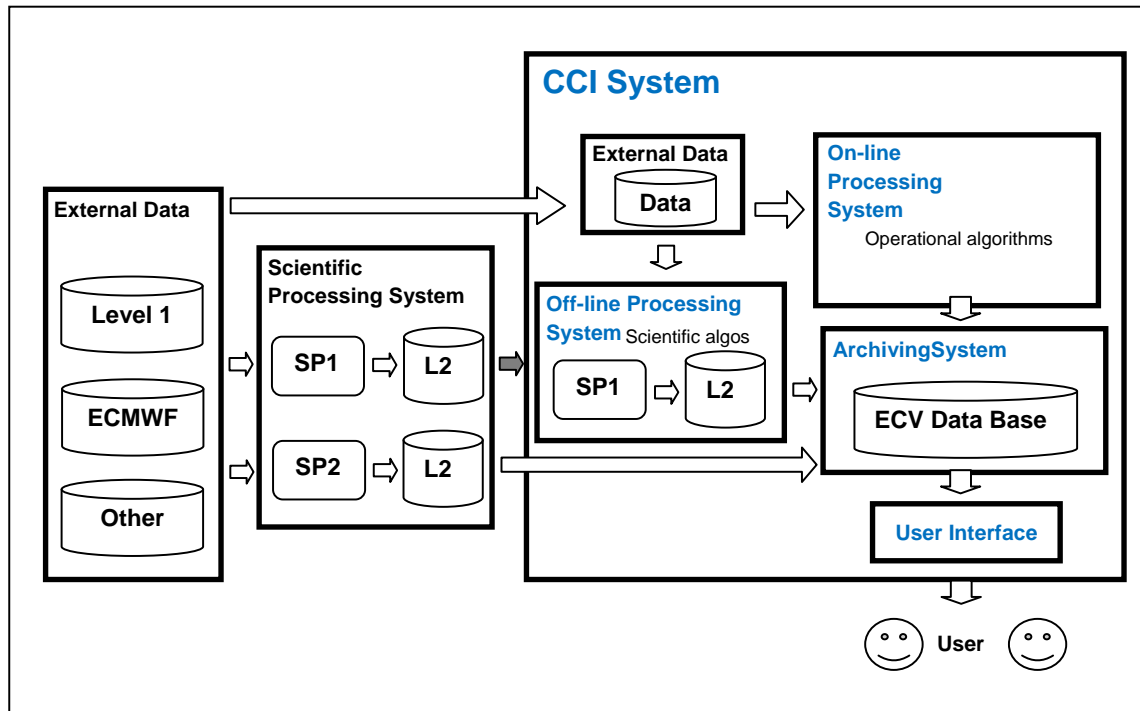 CCI System
External Data
Data
On-line
Processing
System
Operational algorithms
External Data
Level 1
ECMWF
Other
Scientific
Processing System
SP1
L2
SP2
L2
Off-line Processing
System Scientific algos
SP1
L2
ArchivingSystem
ECV Data Base
User Interface
User